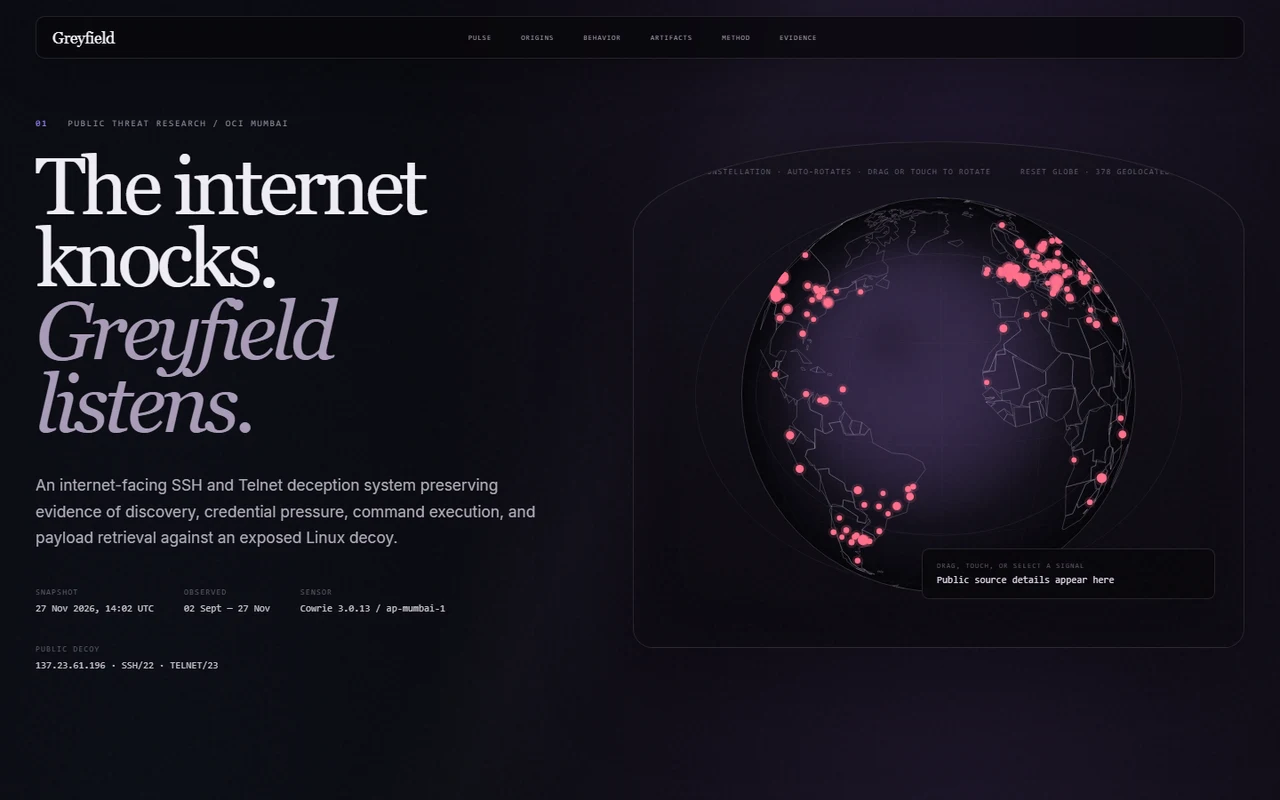 Greyfield
PULSE ORIGINS BEHAVIOR ARTIFACTS METHOD EVIDENCE
01 PUBLIC THREAT RESEARCH / OCI MUMBAI
The internet
knocks.
Greyfield
listens.
An internet-facing SSH and Telnet deception system preserving
evidence of discovery, credential pressure, command execution, and
payload retrieval against an exposed Linux decoy.
SNAPSHOT OBSERVED SENSOR
27 Nov 2026, 14:02 UTC 02 Sept — 27 Nov Cowrie 3.0.13 / ap-mumbai-1
PUBLIC DECOY
137.23.61.196 · SSH/22 · TELNET/23
· AUTO-ROTATES · DRAG OR TOUCH TO ROTATE RESET GLOBE · 378
DRAG, TOUCH, OR SELECT A SIGNAL
Public source details appear here